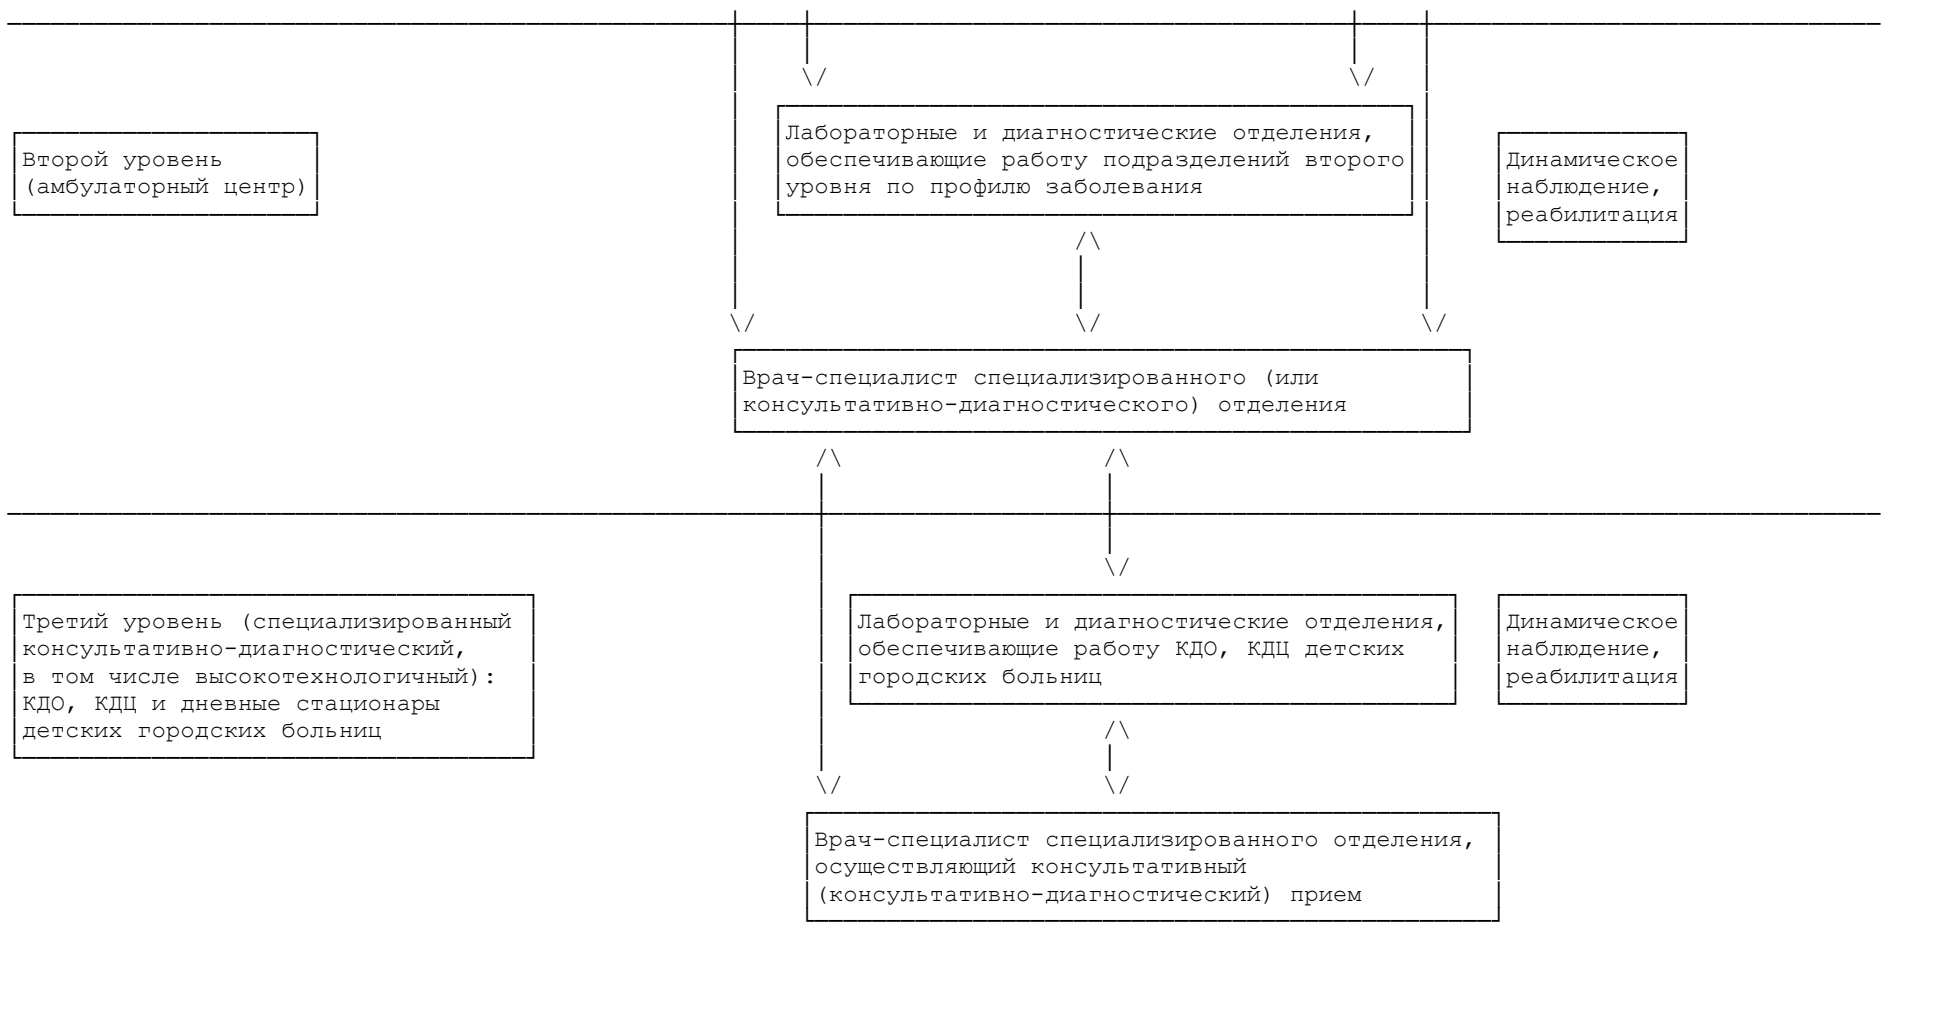 Второй уровень
(амбулаторный центр)
Лабораторные и диагностические отделения,
обеспечивающие работу подразделений второго
уровня по профилю заболевания
Динамическое
наблюдение,
реабилитация
Врач-специалист специализированного (или
консультативно-диагностического) отделения
Третий уровень (специализированный
консультативно-диагностический,
в том числе высокотехнологичный):
КДО, КДЦ и дневные стационары
детских городских больниц
Лабораторные и диагностические отделения,
обеспечивающие работу КДО, КДЦ детских
городских больниц
Динамическое
наблюдение,
реабилитация
Врач-специалист специализированного отделения,
осуществляющий консультативный
(консультативно-диагностический) прием